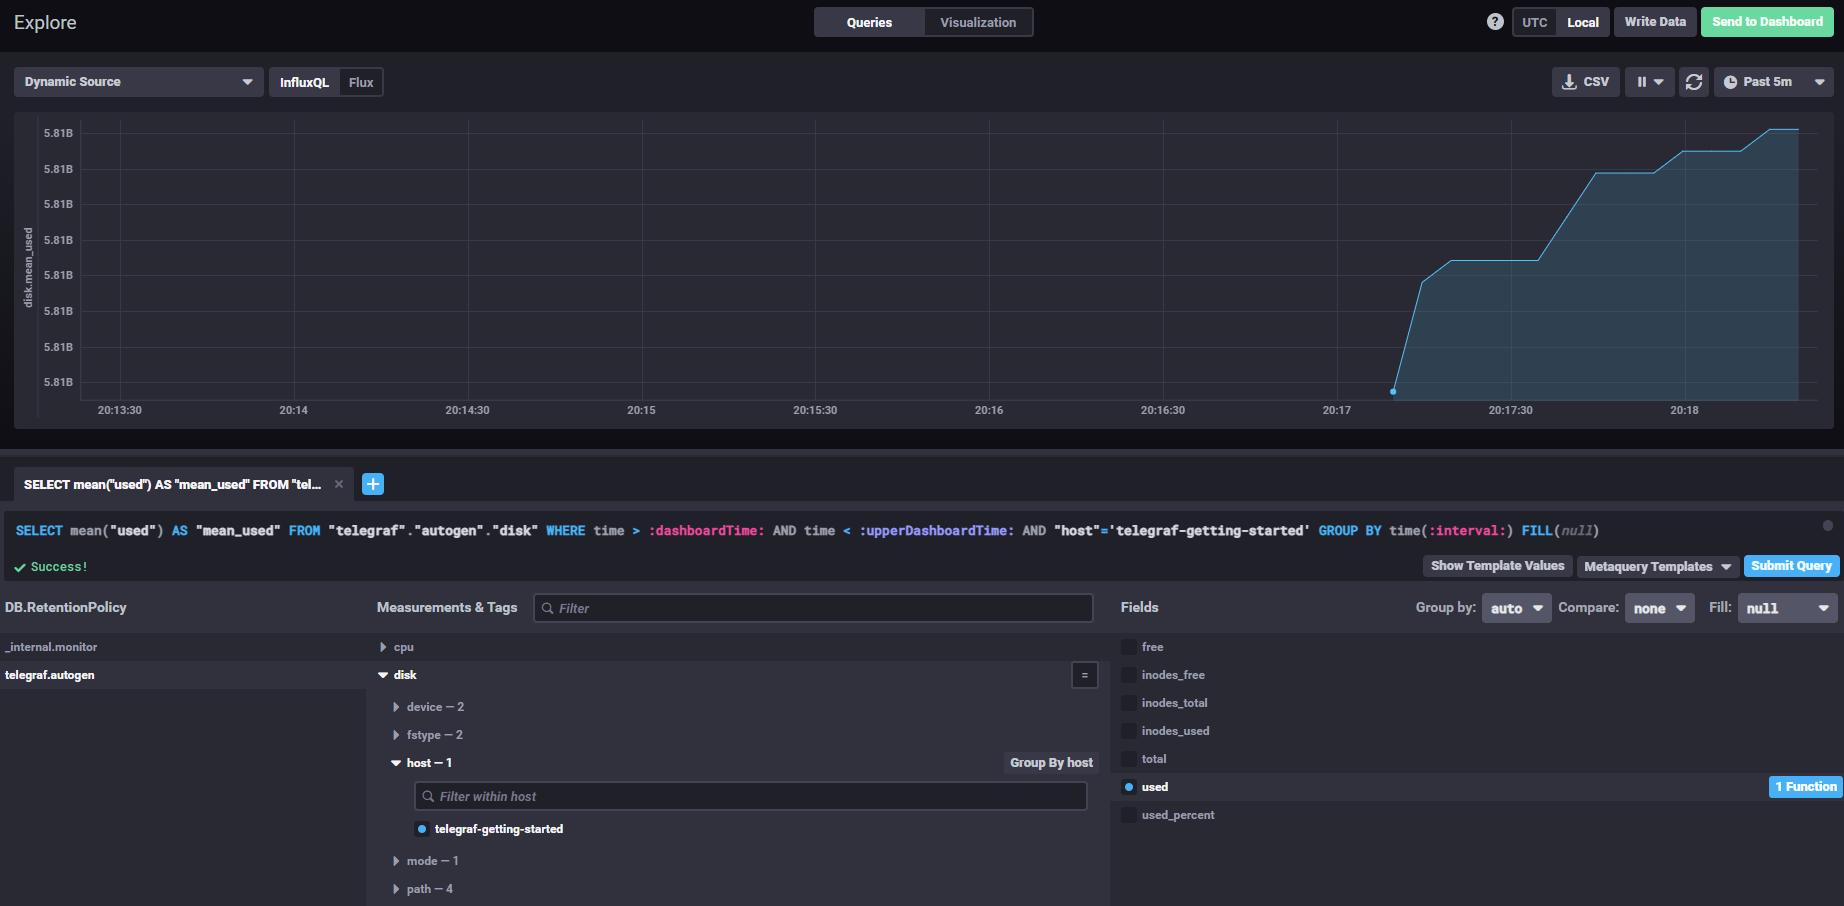 Explore
Queries Visualization
? UTC Local Write Data Send to Dashboard
Dynamic Source InfluxQL Flux
CSV Past 5m
disk.mean_used
5.81B
5.81B
5.81B
5.81B
5.81B
5.81B
5.81B
5.81B
20:13:30 20:14 20:14:30 20:15 20:15:30 20:16 20:16:30 20:17 20:17:30 20:18
SELECT mean("used") AS "mean_used" FROM "tel... × +
SELECT mean("used") AS "mean_used" FROM "telegraf"."autogen"."disk" WHERE time > :dashboardTime: AND time < :upperDashboardTime: AND "host"='telegraf-getting-started' GROUP BY time(:interval:) FILL(null)
Success!
Show Template Values Metaquery Templates Submit Query
DB.RetentionPolicy
_internal.monitor
telegraf.autogen
Measurements & Tags Filter
cpu
disk =
device — 2
fstype — 2
host — 1 Group By host
Filter within host
telegraf-getting-started
mode — 1
path — 4
Fields Group by: auto Compare: none Fill: null
free
inodes_free
inodes_total
inodes_used
total
used 1 Function
used_percent